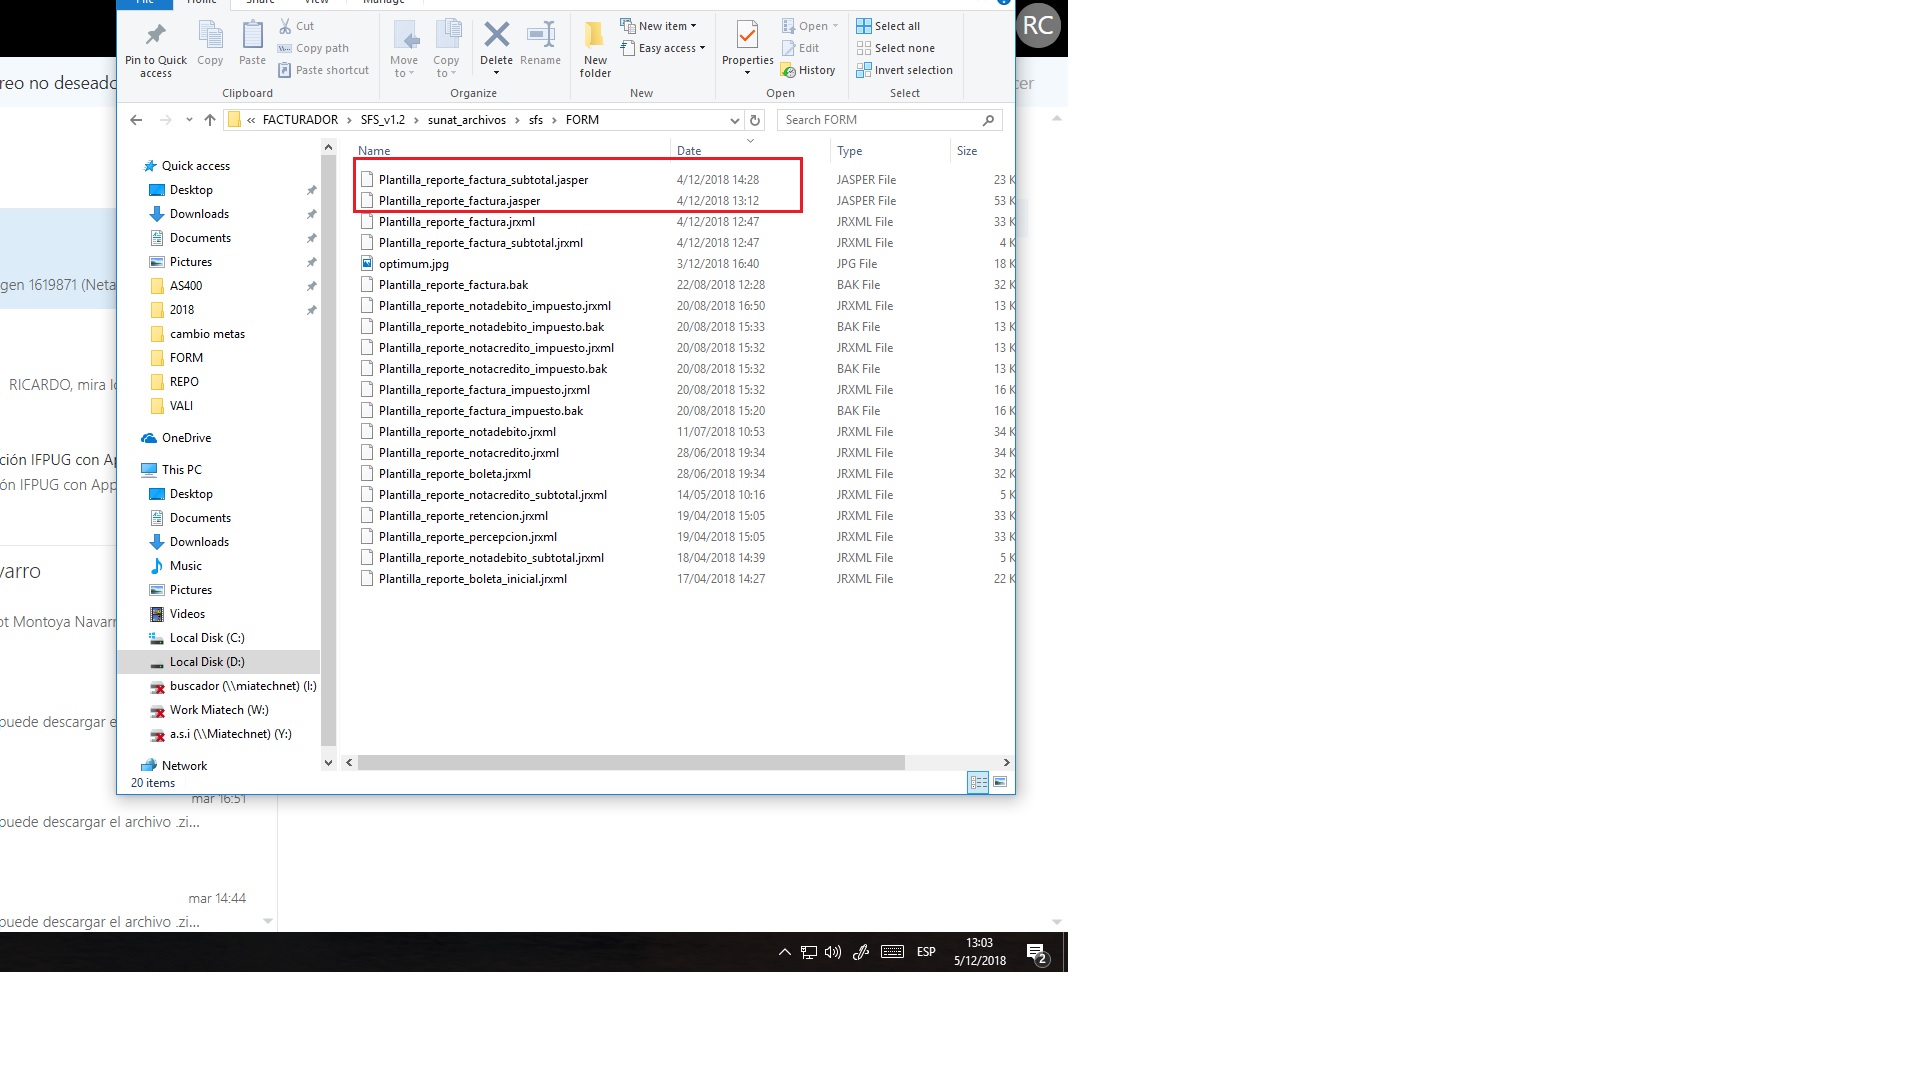 File Home Share View Manage
RC
Pin to Quick access
Copy
Paste
Cut
Copy path
Paste shortcut
Clipboard
Move to
Copy to
Delete
Rename
Organize
New folder
New item
Easy access
New
Properties
Open
Edit
History
Open
Select all
Select none
Invert selection
Select
reo no deseado
cer
« FACTURADOR > SFS_v1.2 > sunat_archivos > sfs > FORM
Search FORM
Name Date Type Size
Plantilla_reporte_factura_subtotal.jasper 4/12/2018 14:28 JASPER File 23 K
Plantilla_reporte_factura.jasper 4/12/2018 13:12 JASPER File 53 K
Plantilla_reporte_factura.jrxml 4/12/2018 12:47 JRXML File 33 K
Plantilla_reporte_factura_subtotal.jrxml 4/12/2018 12:47 JRXML File 4 K
optimum.jpg 3/12/2018 16:40 JPG File 18 K
Plantilla_reporte_factura.bak 22/08/2018 12:28 BAK File 32 K
Plantilla_reporte_notadebito_impuesto.jrxml 20/08/2018 16:50 JRXML File 13 K
Plantilla_reporte_notadebito_impuesto.bak 20/08/2018 15:33 BAK File 13 K
Plantilla_reporte_notacredito_impuesto.jrxml 20/08/2018 15:32 JRXML File 13 K
Plantilla_reporte_notacredito_impuesto.bak 20/08/2018 15:32 BAK File 13 K
Plantilla_reporte_factura_impuesto.jrxml 20/08/2018 15:32 JRXML File 16 K
Plantilla_reporte_factura_impuesto.bak 20/08/2018 15:20 BAK File 16 K
Plantilla_reporte_notadebito.jrxml 11/07/2018 10:53 JRXML File 34 K
Plantilla_reporte_notacredito.jrxml 28/06/2018 19:34 JRXML File 34 K
Plantilla_reporte_boleta.jrxml 28/06/2018 19:34 JRXML File 32 K
Plantilla_reporte_notacredito_subtotal.jrxml 14/05/2018 10:16 JRXML File 5 K
Plantilla_reporte_retencion.jrxml 19/04/2018 15:05 JRXML File 33 K
Plantilla_reporte_percepcion.jrxml 19/04/2018 15:05 JRXML File 33 K
Plantilla_reporte_notadebito_subtotal.jrxml 18/04/2018 14:39 JRXML File 5 K
Plantilla_reporte_boleta_inicial.jrxml 17/04/2018 14:27 JRXML File 22 K
Quick access
Desktop
Downloads
Documents
Pictures
AS400
2018
cambio metas
FORM
REPO
VALI
OneDrive
This PC
Desktop
Documents
Downloads
Music
Pictures
Videos
Local Disk (C:)
Local Disk (D:)
buscador (\\miatechnet) (I:)
Work Miatech (W:)
a.s.i (\\Miatechnet) (Y:)
Network
20 items
gen 1619871 (Neta
RICARDO, mira lo
ción IFPUG con Ap
ón IFPUG con App
varro
ot Montoya Navarr
puede descargar e
mar 16:51
puede descargar el archivo .zi...
mar 14:44
puede descargar el archivo .zi...
ESP
13:03
5/12/2018
2